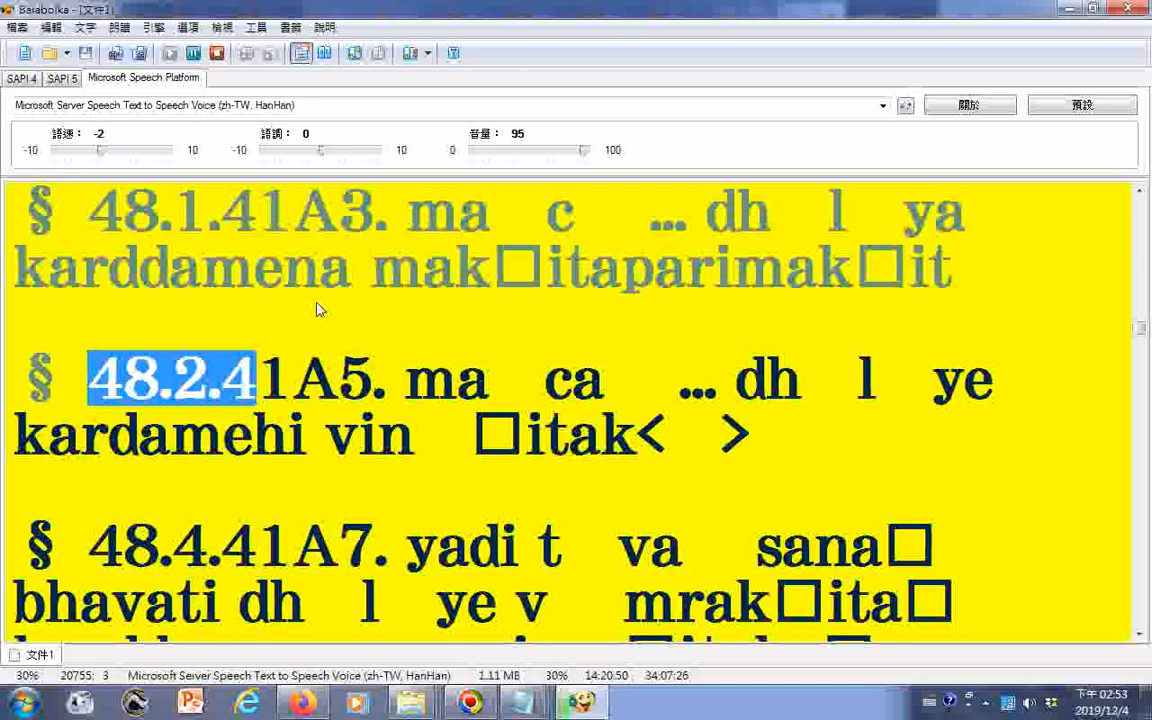 Balabolka - [文件1]
檔案 編輯 文字 朗讀 引擎 選項 檢視 工具 書籤 說明
SAPI 4 SAPI 5 Microsoft Speech Platform
Microsoft Server Speech Text to Speech Voice (zh-TW, HanHan) 關於 預設
語速： -2 語調： 0 音量： 95
-10 10 -10 10 0 100
§ 48.1.41A3. ma c ... dh l ya
karddamena mak□itaparimak□it
§ 48.2.41A5. ma ca ... dh l ye
kardamehi vin □itak< >
§ 48.4.41A7. yadi t va sana□
bhavati dh l ye v mrak□ita□
文件1
30% 20755: 3 Microsoft Server Speech Text to Speech Voice (zh-TW, HanHan) 1.11 MB 30% 14:20:50 34:07:26
下午 02:53
2019/12/4